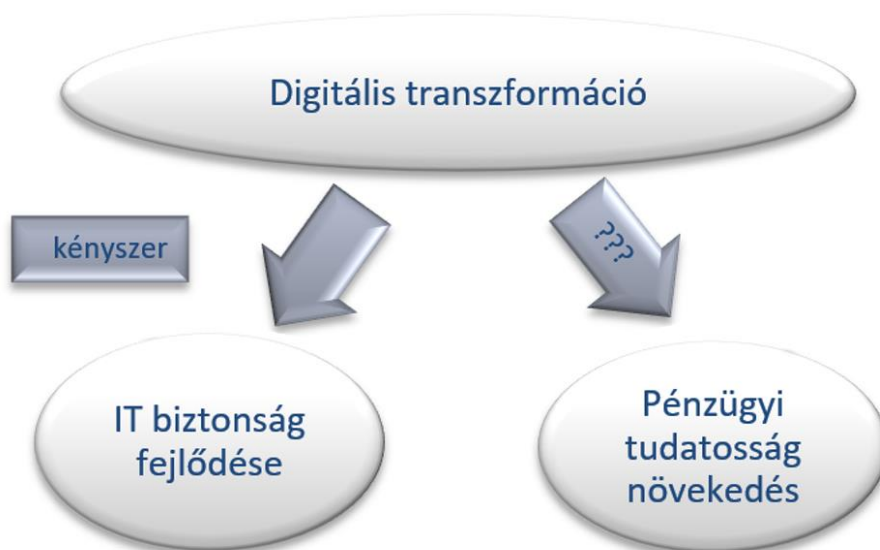 Digitális transzformáció
kényszer
???
IT biztonság
fejlődése
Pénzügyi
tudatosság
növekedés